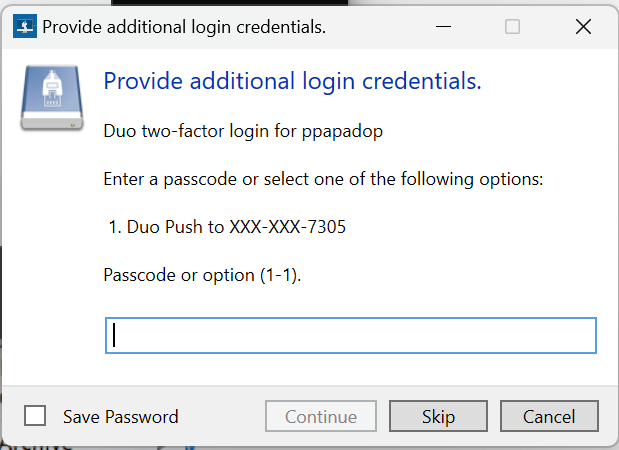 Provide additional login credentials.
Provide additional login credentials.
Duo two-factor login for ppapadop
Enter a passcode or select one of the following options:
1. Duo Push to XXX-XXX-7305
Passcode or option (1-1).
Save Password
Continue
Skip
Cancel